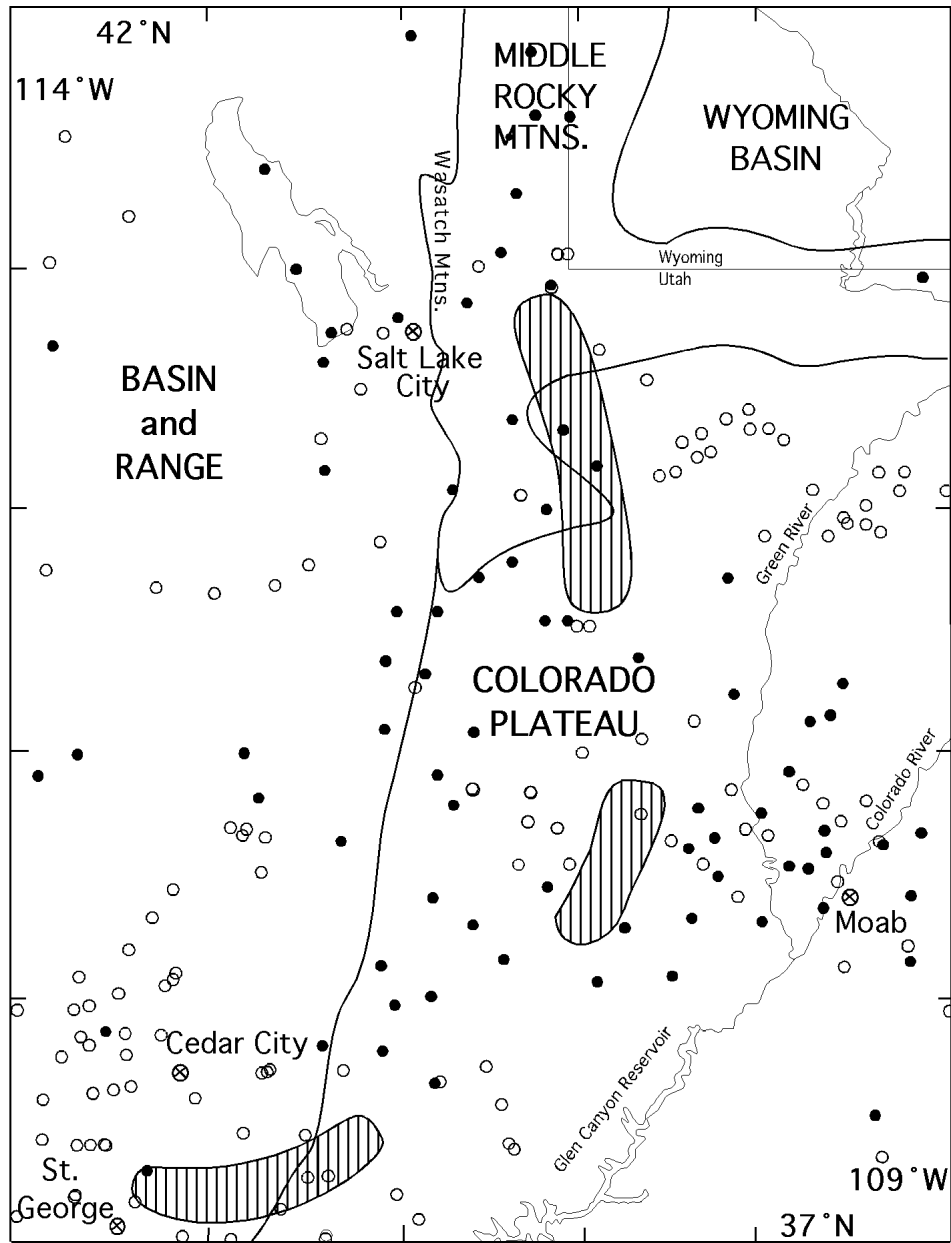 42˚N
114˚W
MIDDLE
ROCKY
MTNS.
WYOMING
BASIN
Wasatch Mtns.
Wyoming
Utah
Salt Lake
City
BASIN
and
RANGE
Green River
COLORADO
PLATEAU
Colorado River
Moab
Cedar City
Glen Canyon Reservoir
St.
George
109˚W
37˚N